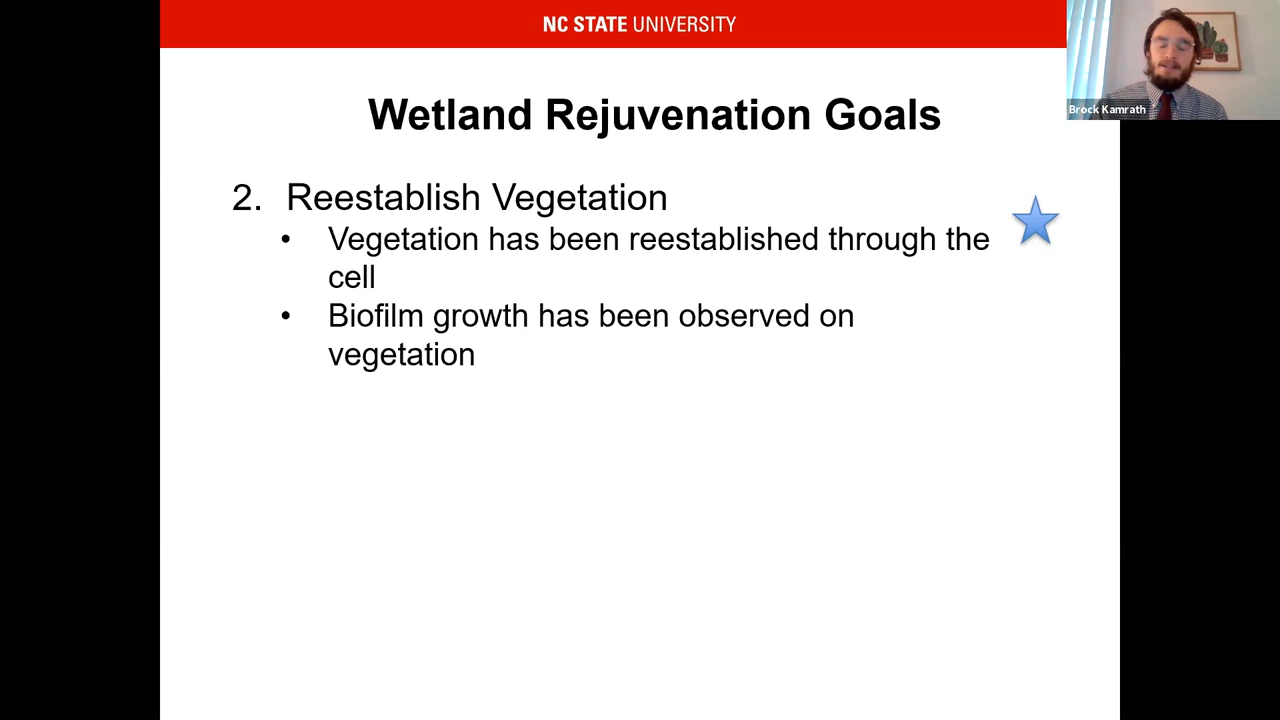 NC STATE UNIVERSITY
Brock Kamrath
Wetland Rejuvenation Goals
2. Reestablish Vegetation
• Vegetation has been reestablished through the
cell
• Biofilm growth has been observed on
vegetation